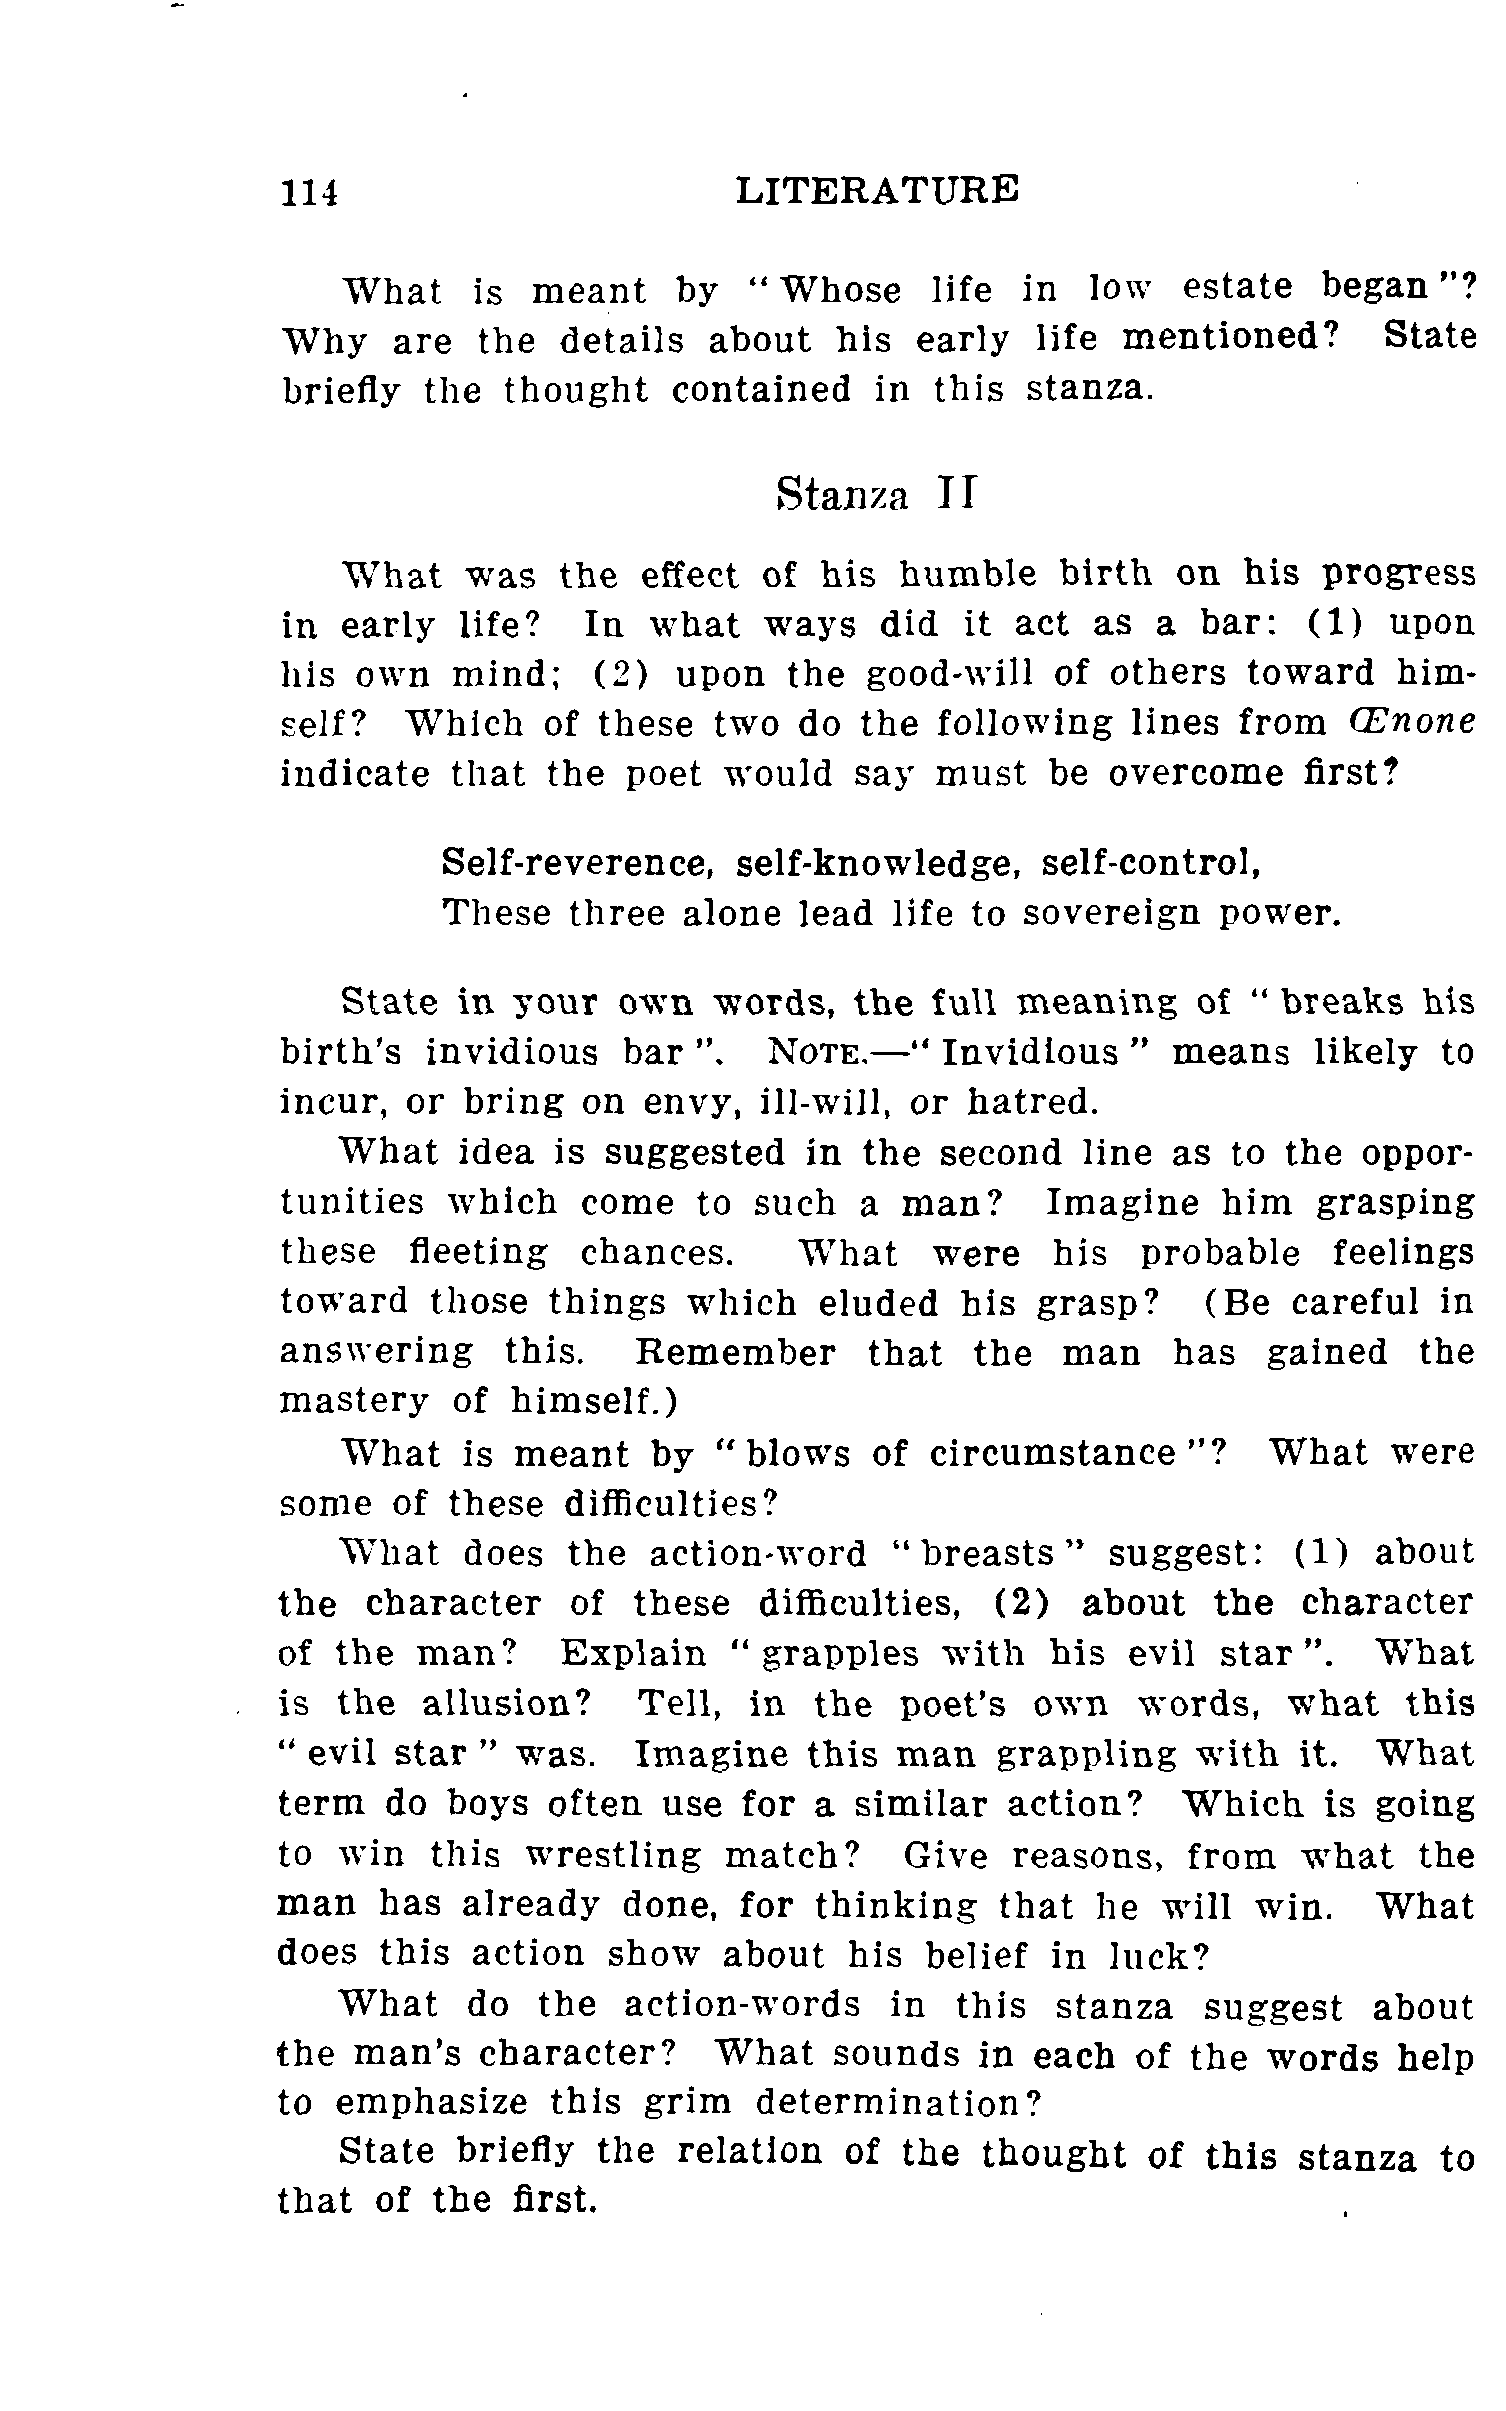 114 LITERATURE
What is meant by " Whose life in low estate began "?
Why are the details about his early life mentioned? State
briefly the thought contained in this stanza.
Stanza II
What was the effect of his humble birth on his progress
in early life? In what ways did it act as a bar: (1) upon
his own mind; (2) upon the good-will of others toward him-
self? Which of these two do the following lines from Œnone
indicate that the poet would say must be overcome first?
Self-reverence, self-knowledge, self-control,
These three alone lead life to sovereign power.
State in your own words, the full meaning of " breaks his
birth's invidious bar ". NOTE.—" Invidious " means likely to
incur, or bring on envy, ill-will, or hatred.
What idea is suggested in the second line as to the oppor-
tunities which come to such a man? Imagine him grasping
these fleeting chances. What were his probable feelings
toward those things which eluded his grasp? (Be careful in
answering this. Remember that the man has gained the
mastery of himself.)
What is meant by " blows of circumstance "? What were
some of these difficulties?
What does the action-word " breasts " suggest: (1) about
the character of these difficulties, (2) about the character
of the man? Explain " grapples with his evil star ". What
is the allusion? Tell, in the poet's own words, what this
" evil star " was. Imagine this man grappling with it. What
term do boys often use for a similar action? Which is going
to win this wrestling match? Give reasons, from what the
man has already done, for thinking that he will win. What
does this action show about his belief in luck?
What do the action-words in this stanza suggest about
the man's character? What sounds in each of the words help
to emphasize this grim determination?
State briefly the relation of the thought of this stanza to
that of the first.